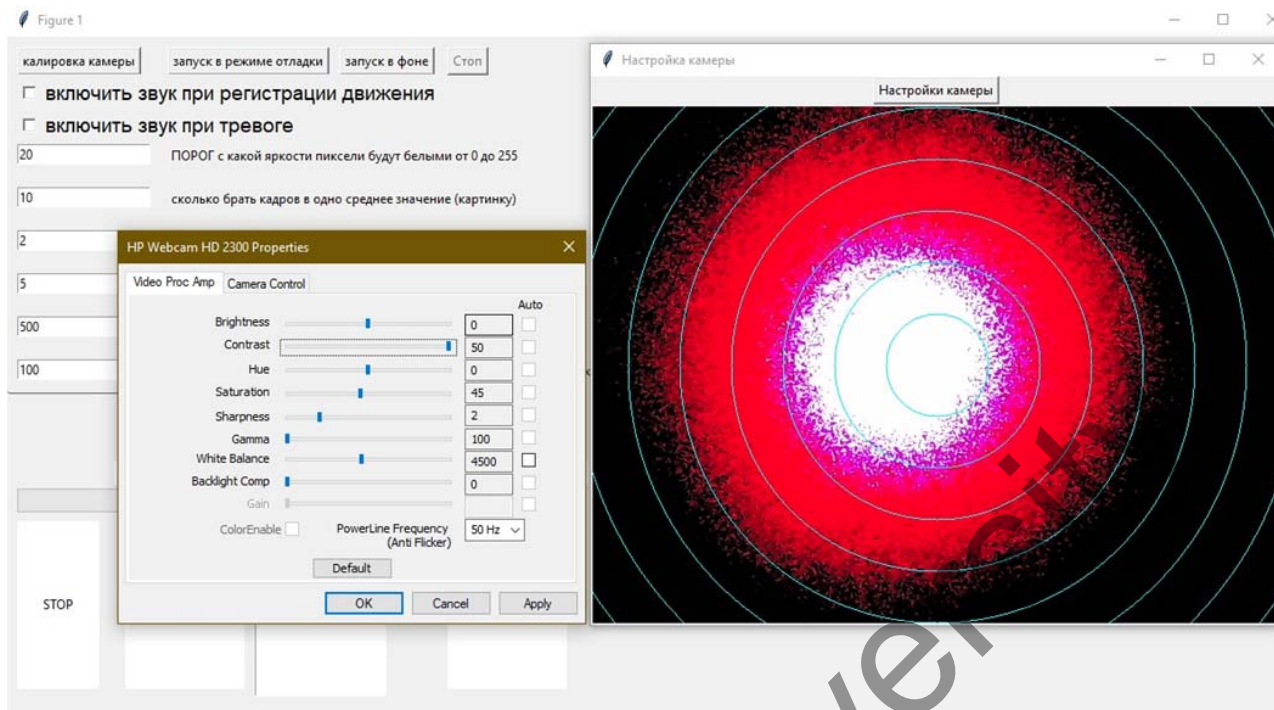 Figure 1
калировка камеры запуск в режиме отладки запуск в фоне Стоп
включить звук при регистрации движения
включить звук при тревоге
20 ПОРОГ с какой яркости пиксели будут белыми от 0 до 255
10 сколько брать кадров в одно среднее значение (картинку)
2
5
500
100
STOP
HP Webcam HD 2300 Properties
Video Proc Amp Camera Control
Auto
Brightness 0
Contrast 50
Hue 0
Saturation 45
Sharpness 2
Gamma 100
White Balance 4500
Backlight Comp 0
Gain
ColorEnable PowerLine Frequency (Anti Flicker) 50 Hz
Default
OK Cancel Apply
Настройка камеры
Настройки камеры